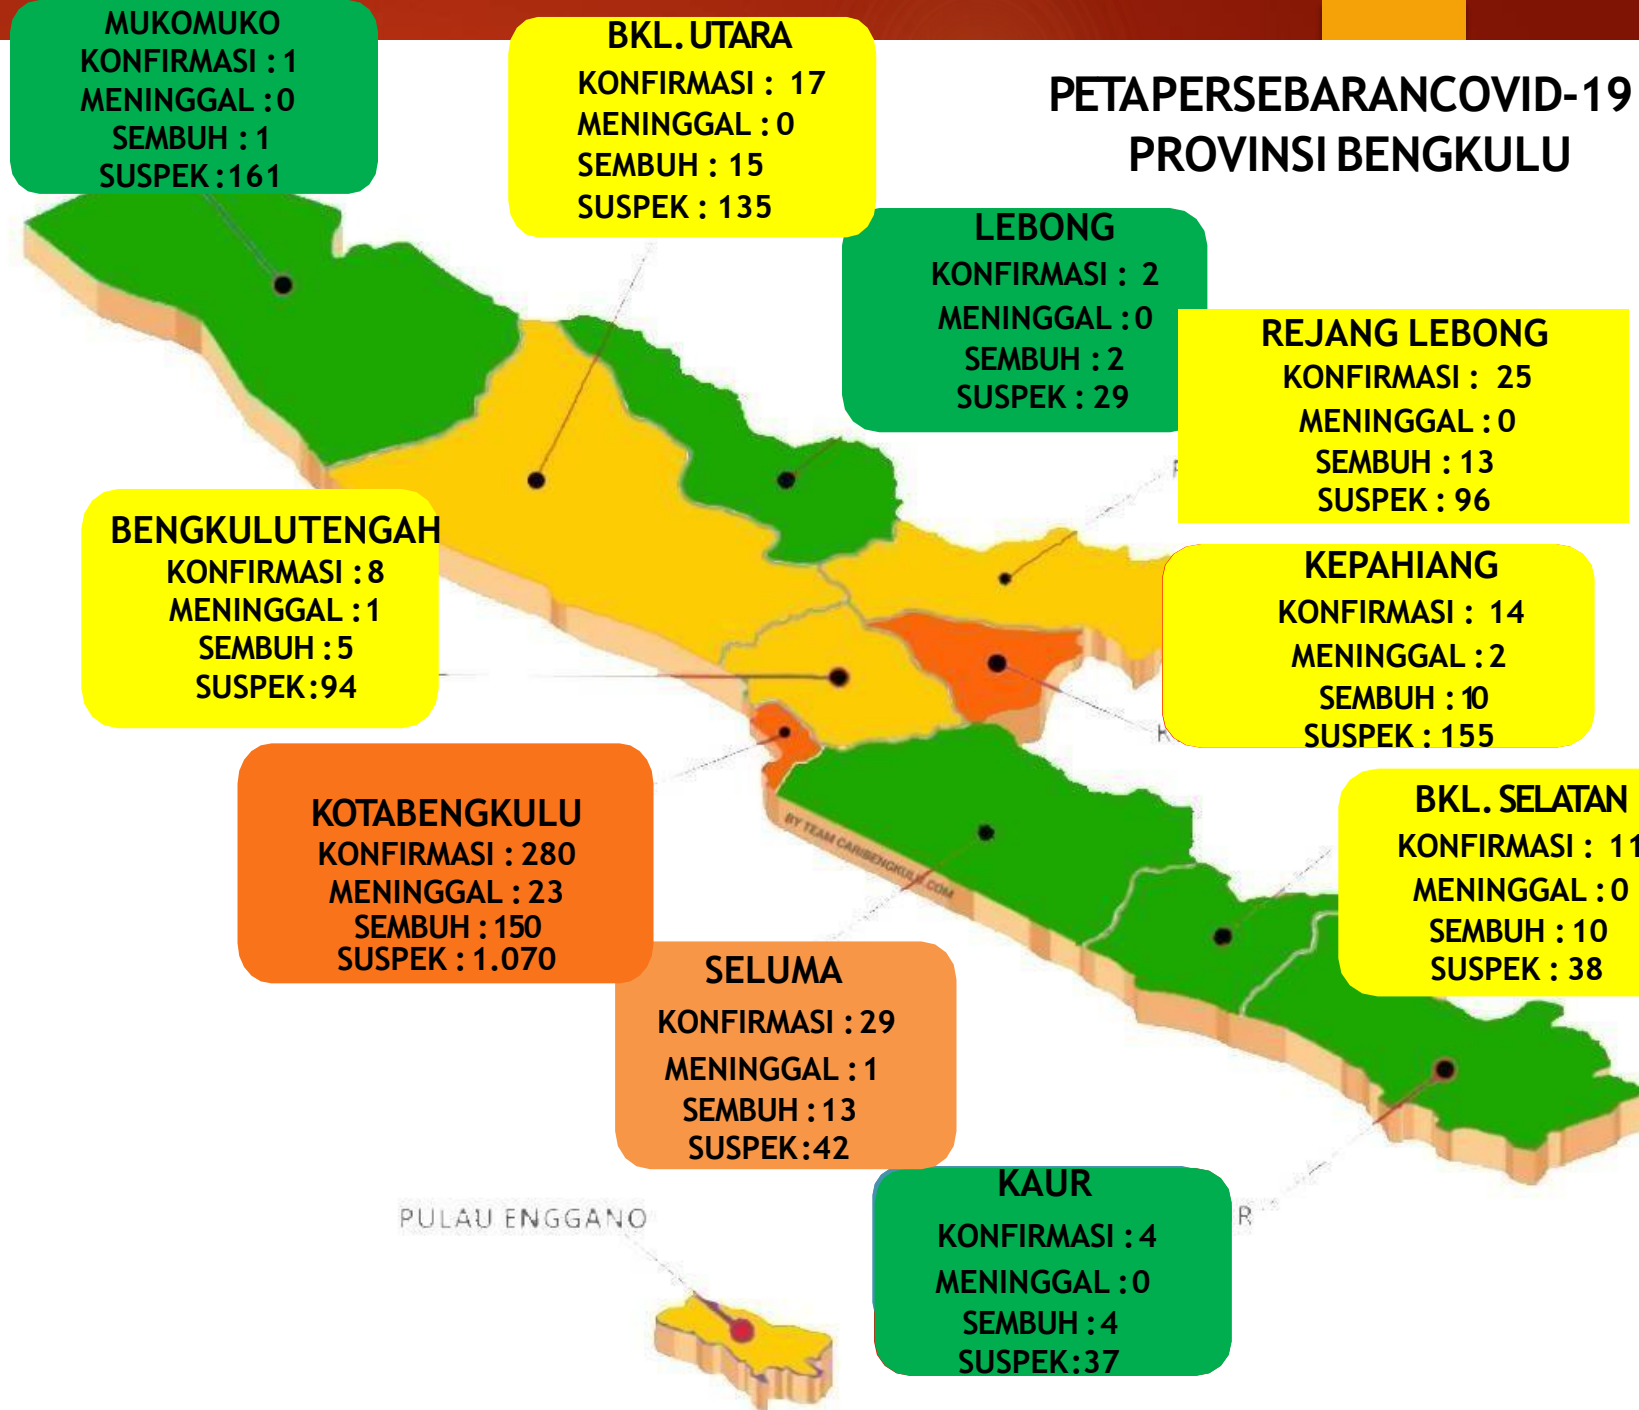 MUKOMUKO
KONFIRMASI : 1
MENINGGAL : 0
SEMBUH : 1
SUSPEK : 161
BKL. UTARA
KONFIRMASI : 17
MENINGGAL : 0
SEMBUH : 15
SUSPEK : 135
PETAPERSEBARANCOVID-19
PROVINSI BENGKULU
LEBONG
KONFIRMASI : 2
MENINGGAL : 0
SEMBUH : 2
SUSPEK : 29
REJANG LEBONG
KONFIRMASI : 25
MENINGGAL : 0
SEMBUH : 13
SUSPEK : 96
BENGKULUTENGAH
KONFIRMASI : 8
MENINGGAL : 1
SEMBUH : 5
SUSPEK : 94
KEPAHIANG
KONFIRMASI : 14
MENINGGAL : 2
SEMBUH : 10
SUSPEK : 155
KOTABENGKULU
KONFIRMASI : 280
MENINGGAL : 23
SEMBUH : 150
SUSPEK : 1.070
BY TEAM CARIBENGKULU.COM
BKL. SELATAN
KONFIRMASI : 11
MENINGGAL : 0
SEMBUH : 10
SUSPEK : 38
SELUMA
KONFIRMASI : 29
MENINGGAL : 1
SEMBUH : 13
SUSPEK : 42
KAUR
KONFIRMASI : 4
MENINGGAL : 0
SEMBUH : 4
SUSPEK : 37
PULAU ENGGANO
R